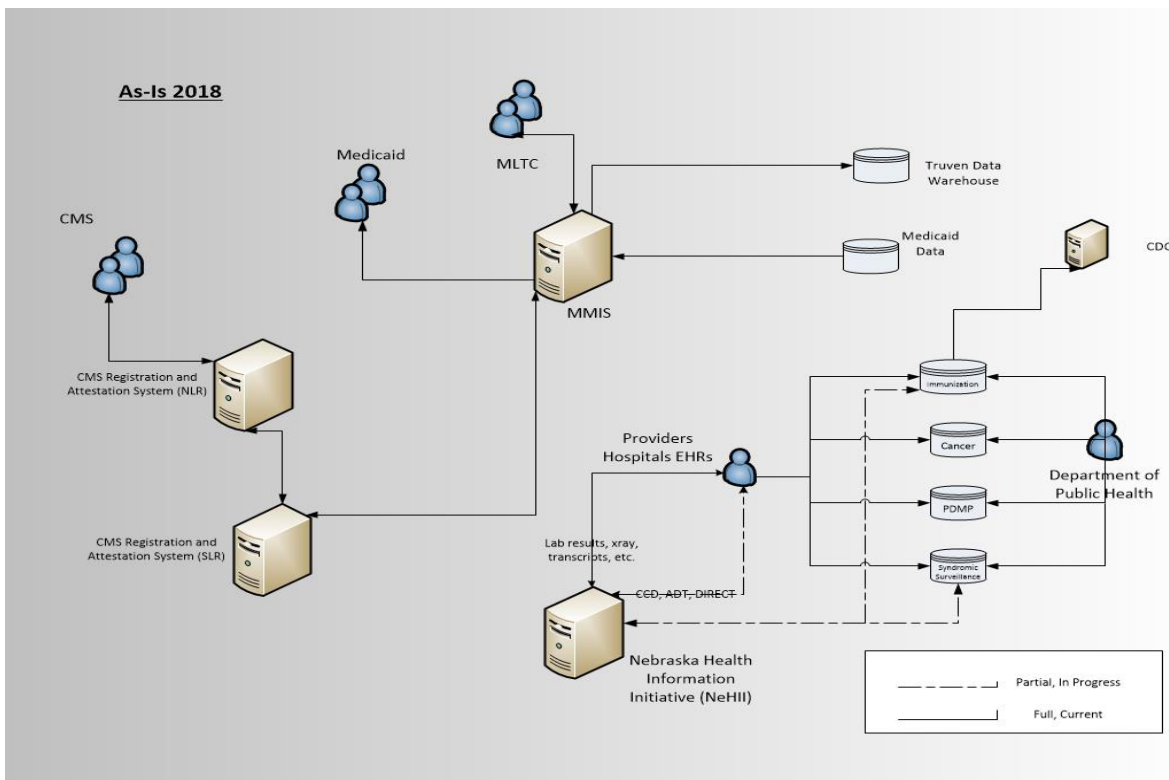 As-Is 2018
MLTC
Medicaid
CMS
Truven Data
Warehouse
Medicaid
Data
CDC
MMIS
CMS Registration and
Attestation System (NLR)
Immunization
Cancer
PDMP
Syndromic
Surveillance
Providers
Hospitals EHRs
Department of
Public Health
CMS Registration and
Attestation System (SLR)
Lab results, xray,
transcripts, etc.
CCD, ADT, DIRECT
Nebraska Health
Information
Initiative (NeHII)
Partial, In Progress
Full, Current